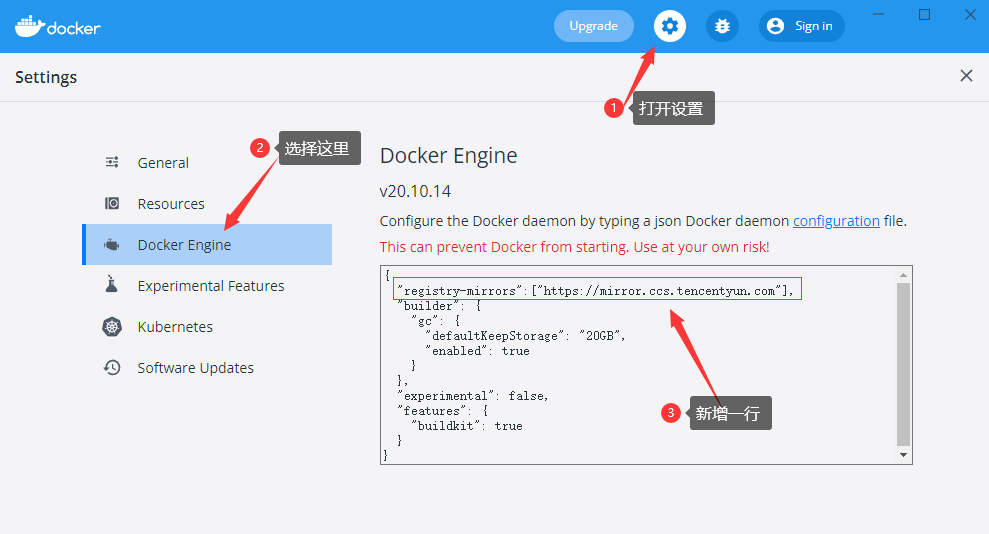 docker
Upgrade
Sign in
Settings
1 打开设置
2 选择这里
General
Resources
Docker Engine
Experimental Features
Kubernetes
Software Updates
Docker Engine
v20.10.14
Configure the Docker daemon by typing a json Docker daemon configuration file.
This can prevent Docker from starting. Use at your own risk!
{
"registry-mirrors":["https://mirror.ccs.tencentyun.com"],
"builder": {
"gc": {
"defaultKeepStorage": "20GB",
"enabled": true
}
},
"experimental": false,
"features": {
"buildkit": true
}
}
3 新增一行